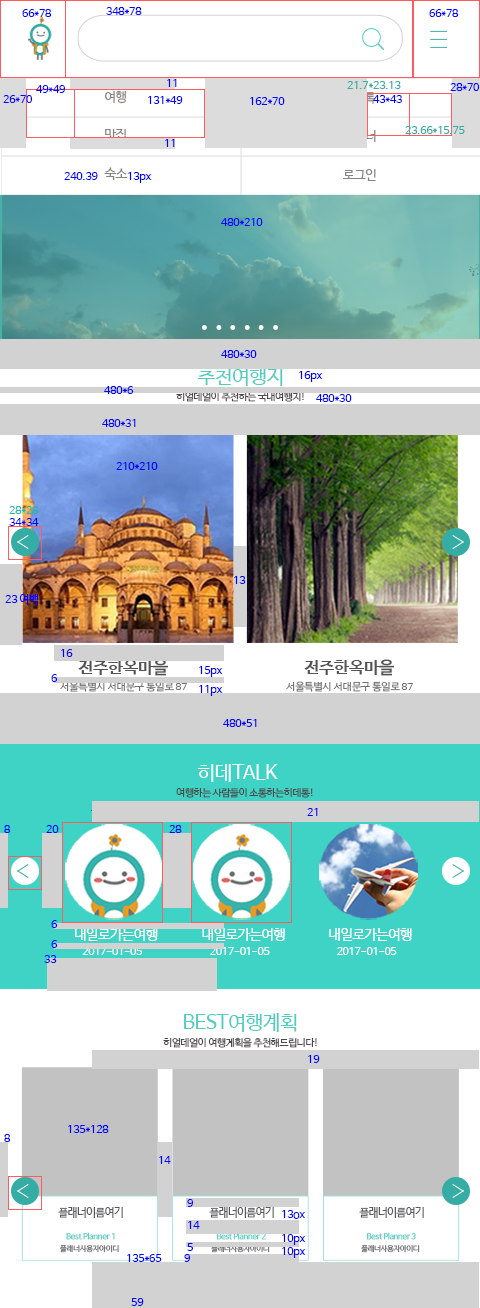 66*78
348*78
66*78
26*70
49*49
11
여행
131*49
162*70
21.7*23.13
43*43
28*70
맛집
11
23.66*15.75
240.39
숙소
13px
로그인
480*210
480*30
추천여행지
16px
480*6
히얼데얼이 추천하는 국내여행지!
480*30
480*31
210*210
28*28
34*34
13
23
16
전주한옥마을
15px
전주한옥마을
6
서울특별시 서대문구 통일로 87
11px
서울특별시 서대문구 통일로 87
480*51
히데TALK
여행하는 사람들이 소통하는히데톡!
21
8
20
28
6
내일로가는여행
내일로가는여행
내일로가는여행
6
2017-01-05
2017-01-05
2017-01-05
33
BEST여행계획
히얼데얼이 여행계획을 추천해드립니다!
19
135*128
8
14
9
플래너이름여기
플래너이름여기
13px
플래너이름여기
14
Best Planner 1
Best Planner 2
10px
Best Planner 3
5
플래너사용자아이디
플래너사용자아이디
10px
플래너사용자아이디
135*65
9
59